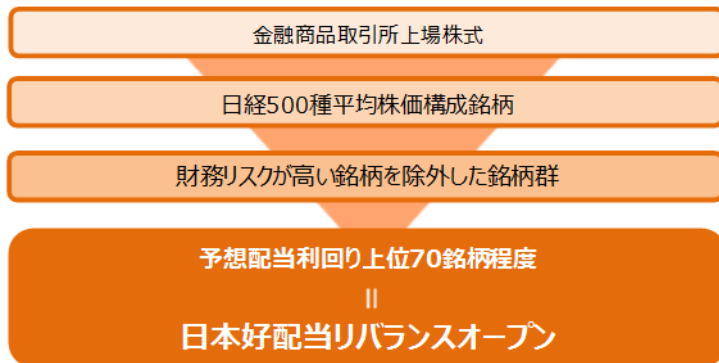 金融商品取引所上場株式
日経500種平均株価構成銘柄
財務リスクが高い銘柄を除外した銘柄群
予想配当利回り上位70銘柄程度
＝
日本好配当リバランスオープン